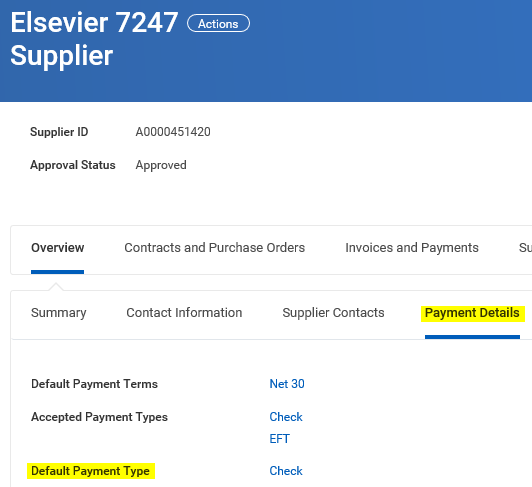 Elsevier 7247 Actions
Supplier
Supplier ID A0000451420
Approval Status Approved
Overview Contracts and Purchase Orders Invoices and Payments Su
Summary Contact Information Supplier Contacts Payment Details
Default Payment Terms Net 30
Accepted Payment Types Check
EFT
Default Payment Type Check